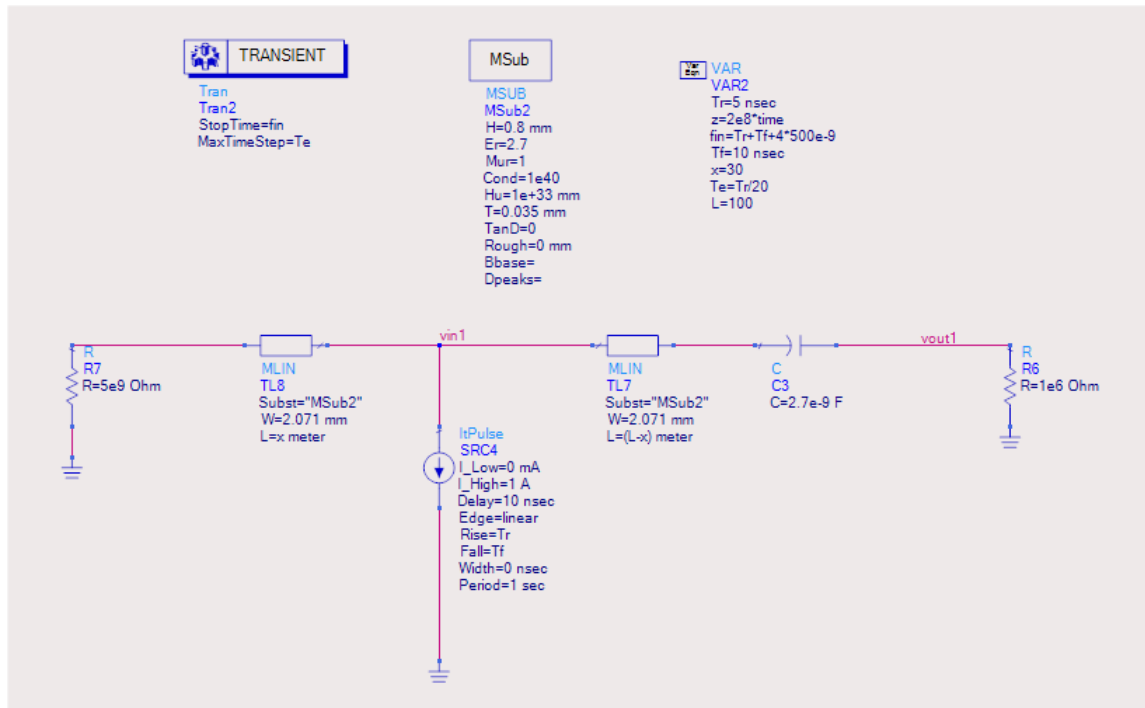 TRANSIENT
Tran
Tran2
StopTime=fin
MaxTimeStep=Te
MSub
MSUB
MSub2
H=0.8 mm
Er=2.7
Mur=1
Cond=1e40
Hu=1e+33 mm
T=0.035 mm
TanD=0
Rough=0 mm
Bbase=
Dpeaks=
Var
Eqn
VAR
VAR2
Tr=5 nsec
z=2e8*time
fin=Tr+Tf+4*500e-9
Tf=10 nsec
x=30
Te=Tr/20
L=100
R
R7
R=5e9 Ohm
MLIN
TL8
Subst="MSub2"
W=2.071 mm
L=x meter
vin1
ItPulse
SRC4
I_Low=0 mA
I_High=1 A
Delay=10 nsec
Edge=linear
Rise=Tr
Fall=Tf
Width=0 nsec
Period=1 sec
MLIN
TL7
Subst="MSub2"
W=2.071 mm
L=(L-x) meter
C
C3
C=2.7e-9 F
vout1
R
R6
R=1e6 Ohm